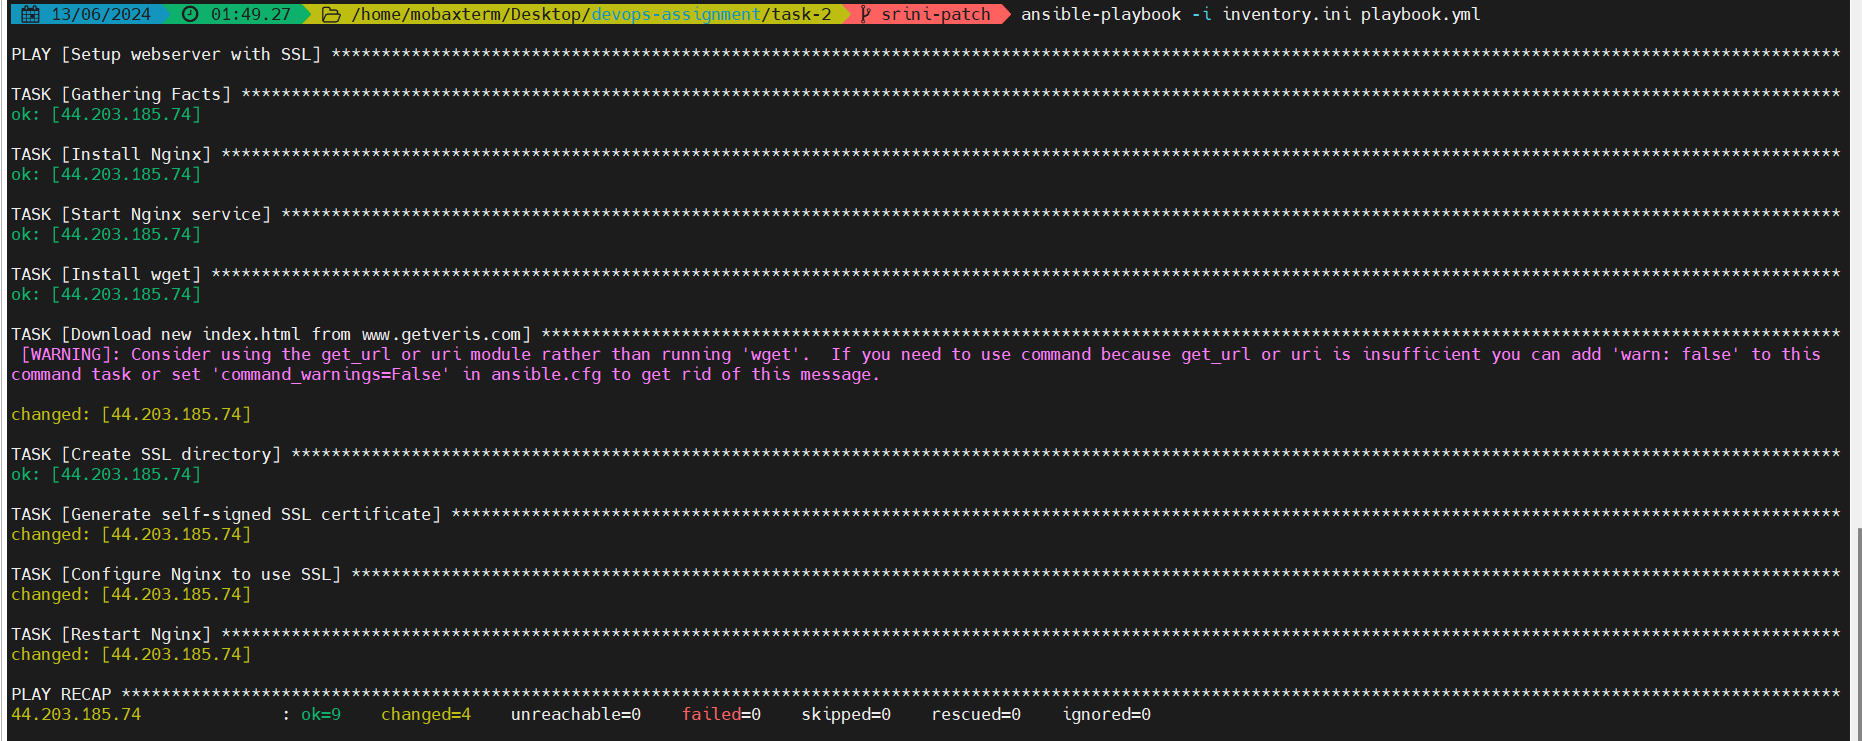 13/06/2024 01:49.27 /home/mobaxterm/Desktop/devops-assignment/task-2 srini-patch ansible-playbook -i inventory.ini playbook.yml
PLAY [Setup webserver with SSL] ***********************************************************************************************************************************************************
TASK [Gathering Facts] ****************************************************************************************************************************************************************
ok: [44.203.185.74]
TASK [Install Nginx] ******************************************************************************************************************************************************************
ok: [44.203.185.74]
TASK [Start Nginx service] ************************************************************************************************************************************************************
ok: [44.203.185.74]
TASK [Install wget] *******************************************************************************************************************************************************************
ok: [44.203.185.74]
TASK [Download new index.html from www.getveris.com] **********************************************************************************************************************************
[WARNING]: Consider using the get_url or uri module rather than running 'wget'.  If you need to use command because get_url or uri is insufficient you can add 'warn: false' to this
command task or set 'command_warnings=False' in ansible.cfg to get rid of this message.
changed: [44.203.185.74]
TASK [Create SSL directory] ***********************************************************************************************************************************************************
ok: [44.203.185.74]
TASK [Generate self-signed SSL certificate] *******************************************************************************************************************************************
changed: [44.203.185.74]
TASK [Configure Nginx to use SSL] *****************************************************************************************************************************************************
changed: [44.203.185.74]
TASK [Restart Nginx] ******************************************************************************************************************************************************************
changed: [44.203.185.74]
PLAY RECAP ****************************************************************************************************************************************************************************
44.203.185.74 : ok=9 changed=4 unreachable=0 failed=0 skipped=0 rescued=0 ignored=0